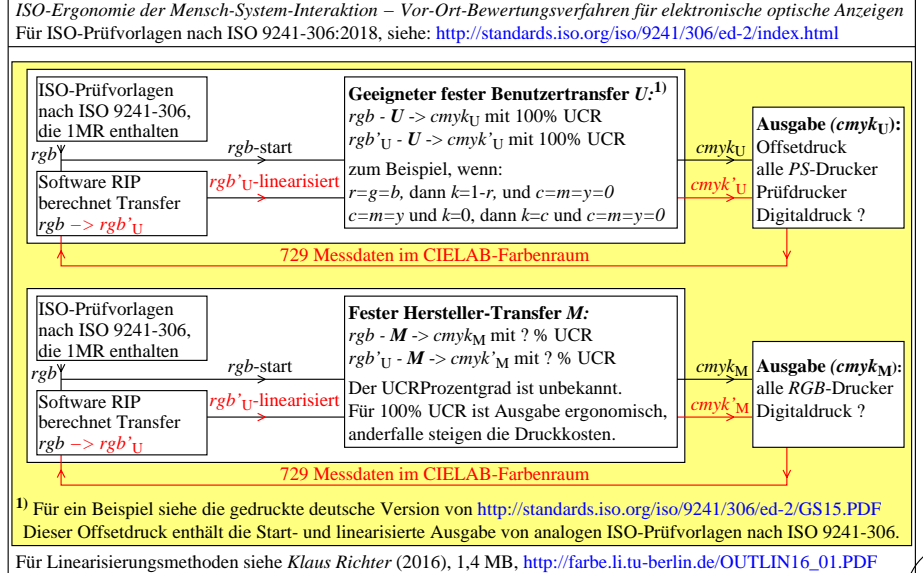 ISO-Ergonomie der Mensch-System-Interaktion – Vor-Ort-Bewertungsverfahren für elektronische optische Anzeigen
Für ISO-Prüfvorlagen nach ISO 9241-306:2018, siehe: http://standards.iso.org/iso/9241/306/ed-2/index.html
ISO-Prüfvorlagen
nach ISO 9241-306,
die 1MR enthalten
rgb
rgb-start
Software RIP
berechnet Transfer
rgb –> rgb'U
rgb'U-linearisiert
Geeigneter fester Benutzertransfer U:1)
rgb - U -> cmykU mit 100% UCR
rgb'U - U -> cmyk'U mit 100% UCR
zum Beispiel, wenn:
r=g=b, dann k=1-r, und c=m=y=0
c=m=y und k=0, dann k=c und c=m=y=0
cmykU
cmyk'U
Ausgabe (cmykU):
Offsetdruck
alle PS-Drucker
Prüfdrucker
Digitaldruck ?
729 Messdaten im CIELAB-Farbenraum
ISO-Prüfvorlagen
nach ISO 9241-306,
die 1MR enthalten
rgb
rgb-start
Software RIP
berechnet Transfer
rgb –> rgb'U
rgb'U-linearisiert
Fester Hersteller-Transfer M:
rgb - M -> cmykM mit ? % UCR
rgb'U - M -> cmyk'M mit ? % UCR
Der UCRProzentgrad ist unbekannt.
Für 100% UCR ist Ausgabe ergonomisch,
anderfalle steigen die Druckkosten.
cmykM
cmyk'M
Ausgabe (cmykM):
alle RGB-Drucker
Digitaldruck ?
729 Messdaten im CIELAB-Farbenraum
1) Für ein Beispiel siehe die gedruckte deutsche Version von http://standards.iso.org/iso/9241/306/ed-2/GS15.PDF
Dieser Offsetdruck enthält die Start- und linearisierte Ausgabe von analogen ISO-Prüfvorlagen nach ISO 9241-306.
Für Linearisierungsmethoden siehe Klaus Richter (2016), 1,4 MB, http://farbe.li.tu-berlin.de/OUTLIN16_01.PDF